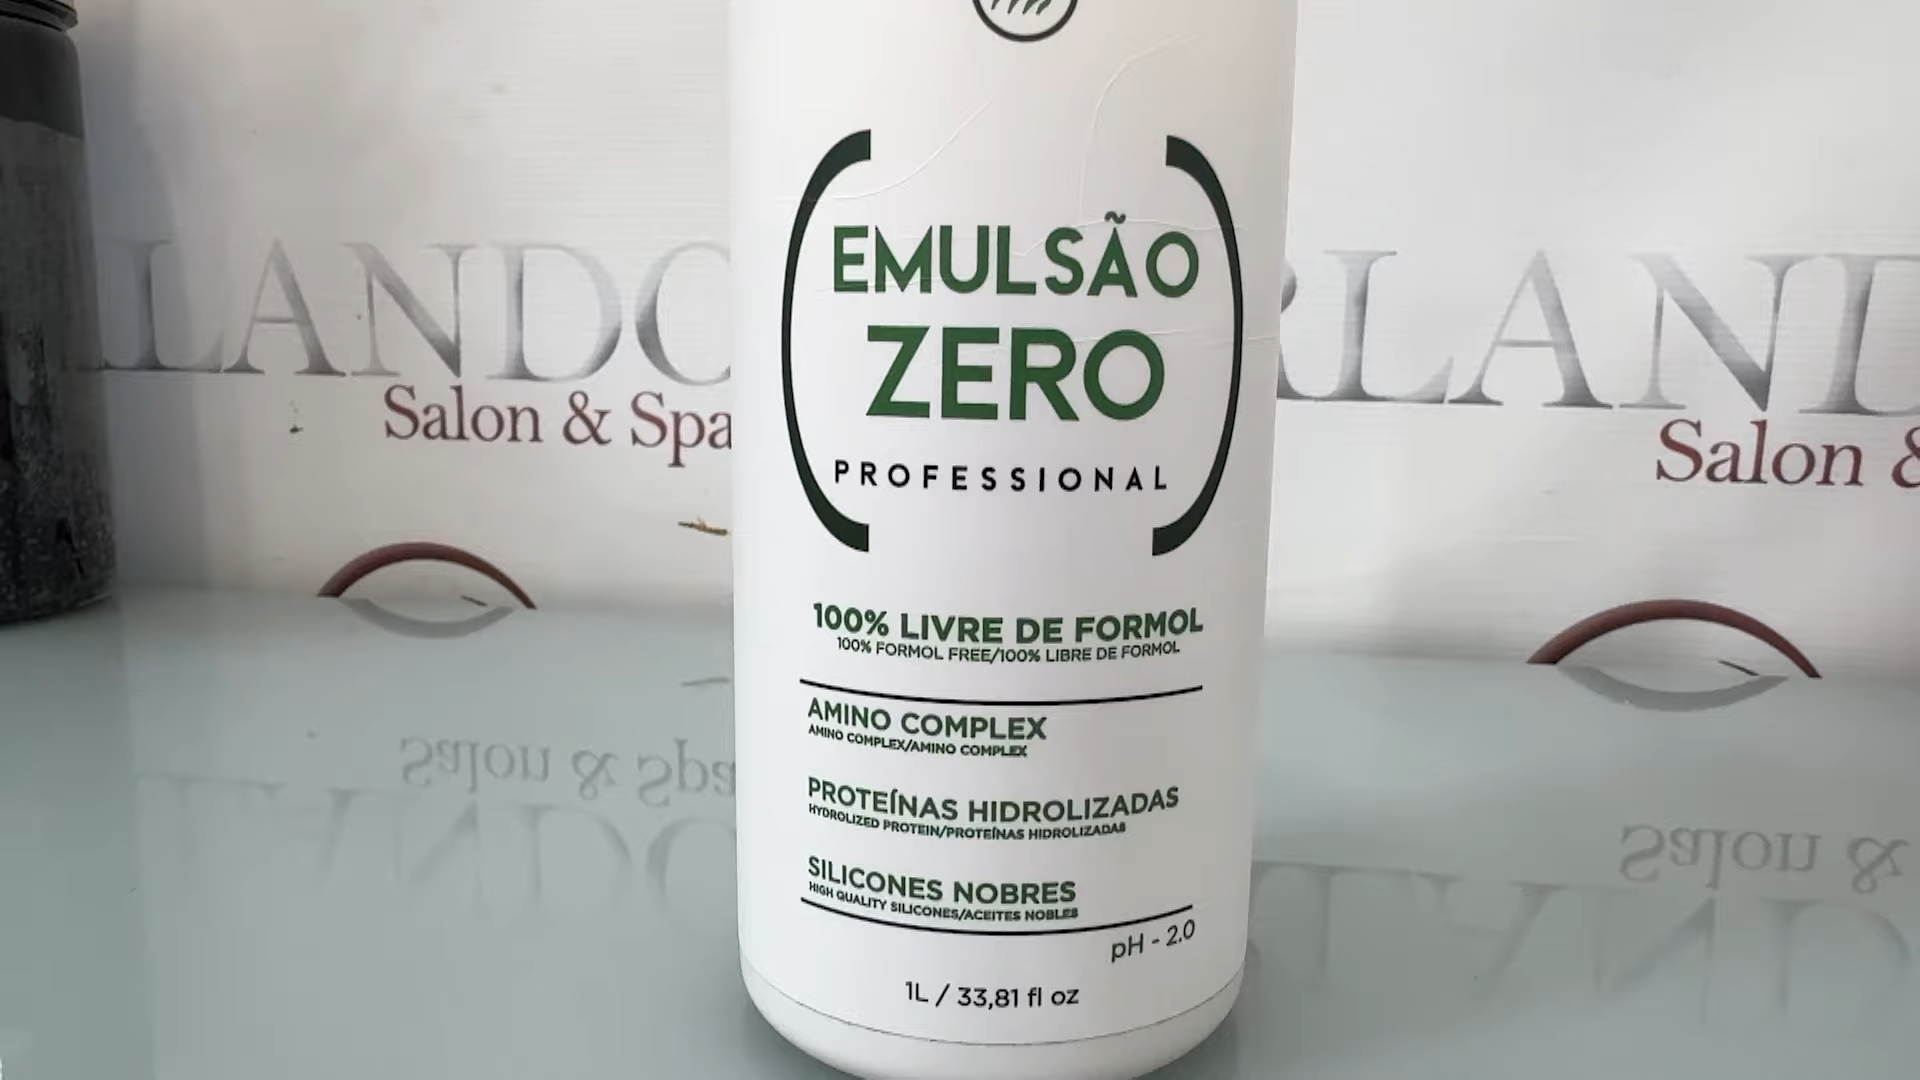 EMULSÃO
ZERO
PROFESSIONAL
100% LIVRE DE FORMOL
100% FORMOL FREE/100% LIBRE DE FORMOL
AMINO COMPLEX
AMINO COMPLEX/AMINO COMPLEX
PROTEÍNAS HIDROLIZADAS
HYDROLIZED PROTEIN/PROTEÍNAS HIDROLIZADAS
SILICONES NOBRES
HIGH QUALITY SILICONES/ACEITES NOBLES
pH - 2.0
1L / 33,81 fl oz
LANDO
Salon & Spa
RLAND
Salon &